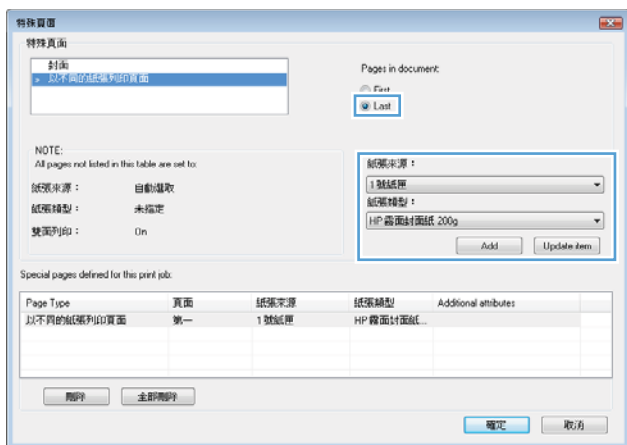 特殊頁面
特殊頁面
封面
» 以不同的紙張列印頁面
Pages in document:
First
Last
NOTE:
All pages not listed in this table are set to:
紙張來源： 自動選取
紙張類型： 未指定
雙面列印： On
紙張來源：
1 號紙匣
紙張類型：
HP 霧面封面紙 200g
Add Update item
Special pages defined for this print job:
Page Type 頁面 紙張來源 紙張類型 Additional attributes
以不同的紙張列印頁面 第一 1 號紙匣 HP 霧面封面紙...
刪除 全部刪除
確定 取消